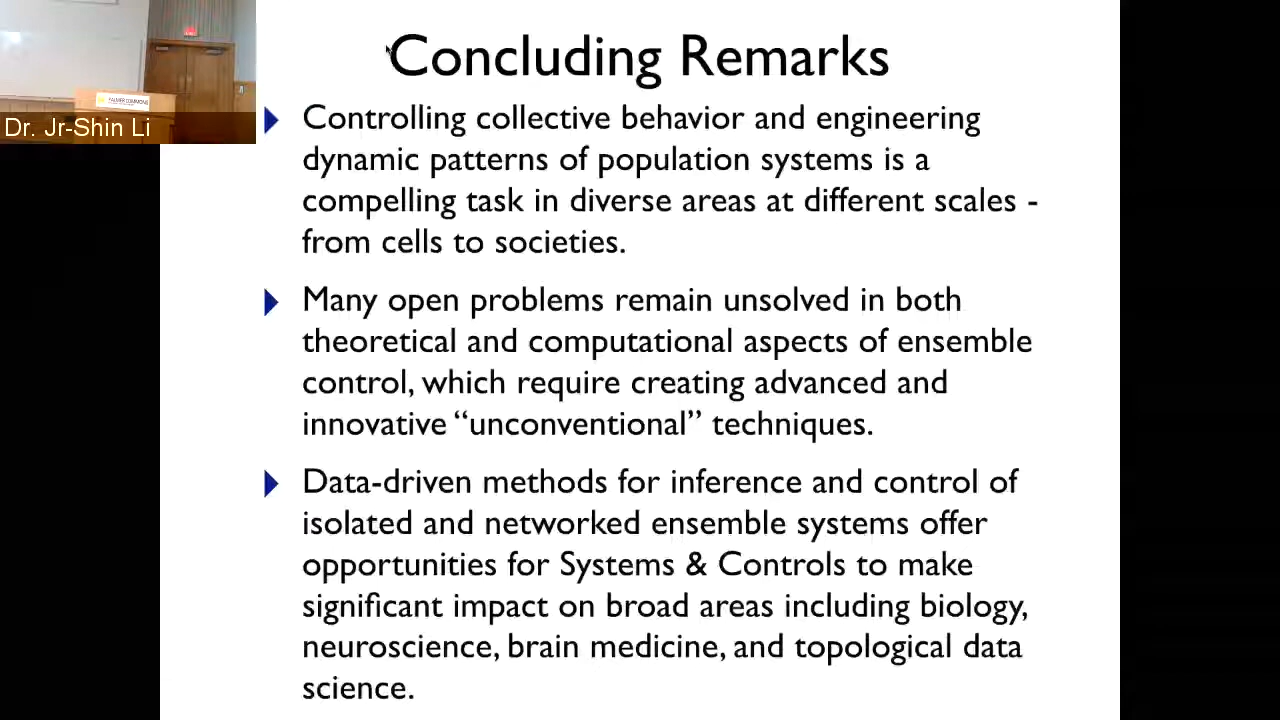 Concluding Remarks
Controlling collective behavior and engineering
dynamic patterns of population systems is a
compelling task in diverse areas at different scales -
from cells to societies.
Many open problems remain unsolved in both
theoretical and computational aspects of ensemble
control, which require creating advanced and
innovative “unconventional” techniques.
Data-driven methods for inference and control of
isolated and networked ensemble systems offer
opportunities for Systems & Controls to make
significant impact on broad areas including biology,
neuroscience, brain medicine, and topological data
science.
PALMER COMMONS
Dr. Jr-Shin Li